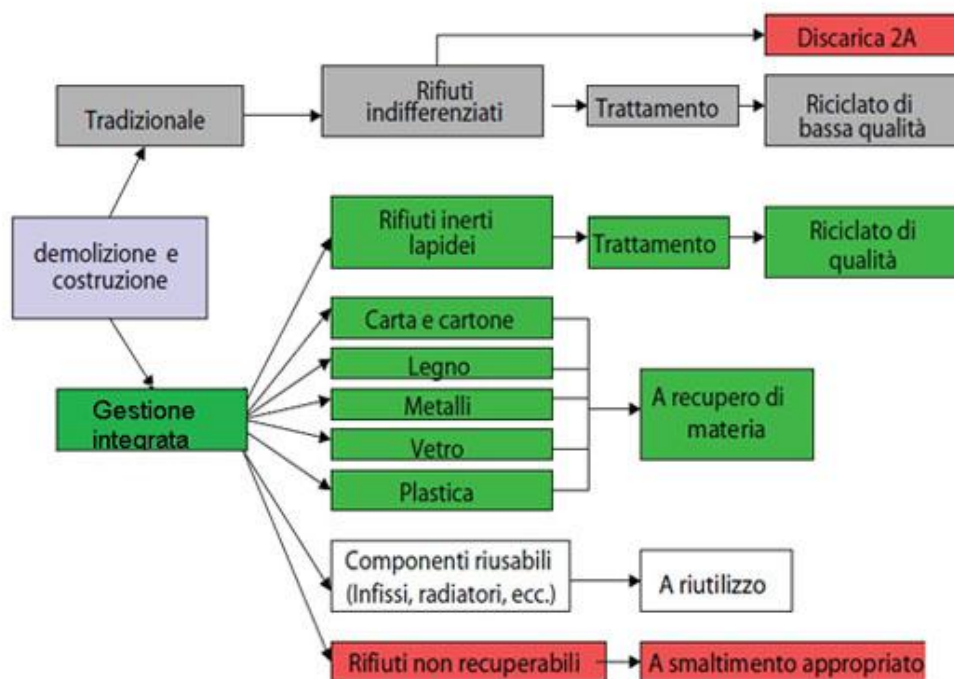 Discarica 2A
Tradizionale
Rifiuti
indifferenziati
Trattamento
Riciclato di
bassa qualità
demolizione e
costruzione
Rifiuti inerti
lapidei
Trattamento
Riciclato di
qualità
Carta e cartone
Legno
Metalli
Vetro
Plastica
A recupero di
materia
Gestione
integrata
Componenti riusabili
(Infissi, radiatori, ecc.)
A riutilizzo
Rifiuti non recuperabili
A smaltimento appropriato